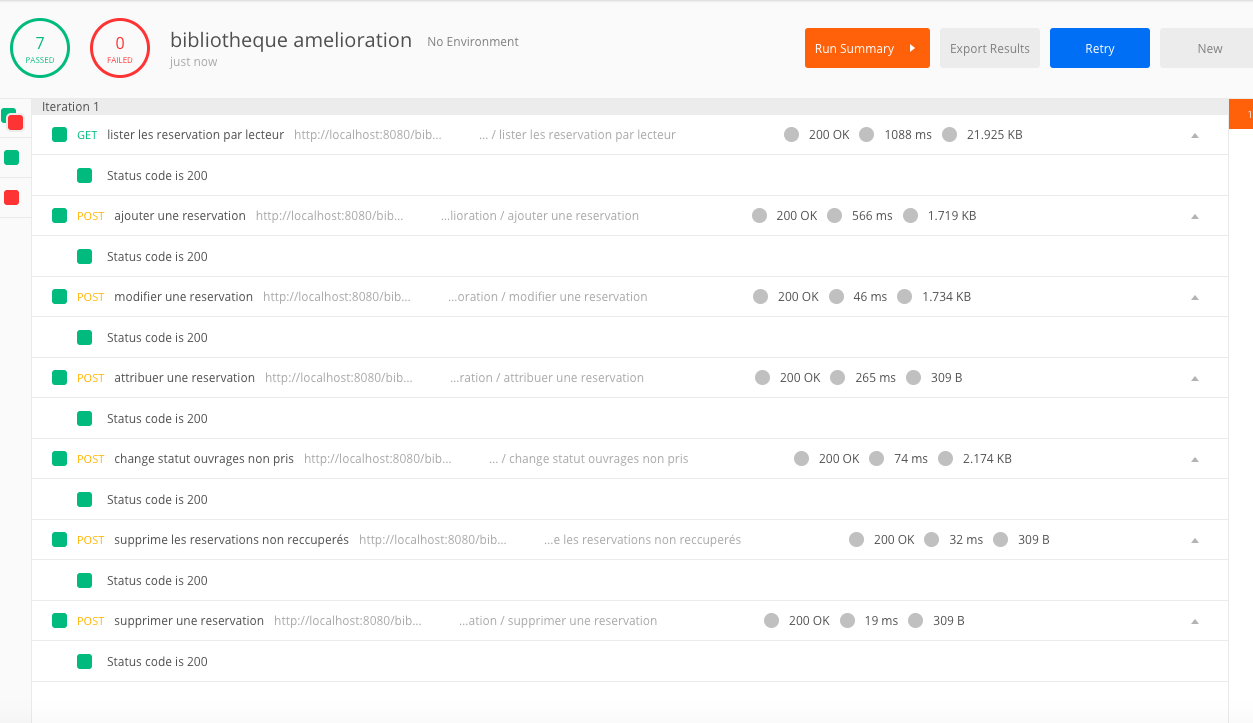 7 PASSED 0 FAILED bibliotheque amelioration No Environment Run Summary Export Results Retry New
just now
Iteration 1
1
GET lister les reservation par lecteur http://localhost:8080/bib... ... / lister les reservation par lecteur 200 OK 1088 ms 21.925 KB
Status code is 200
POST ajouter une reservation http://localhost:8080/bib... ...lioration / ajouter une reservation 200 OK 566 ms 1.719 KB
Status code is 200
POST modifier une reservation http://localhost:8080/bib... ...oration / modifier une reservation 200 OK 46 ms 1.734 KB
Status code is 200
POST attribuer une reservation http://localhost:8080/bib... ...ration / attribuer une reservation 200 OK 265 ms 309 B
Status code is 200
POST change statut ouvrages non pris http://localhost:8080/bib... ... / change statut ouvrages non pris 200 OK 74 ms 2.174 KB
Status code is 200
POST supprime les reservations non reccuperés http://localhost:8080/bib... ...e les reservations non reccuperés 200 OK 32 ms 309 B
Status code is 200
POST supprimer une reservation http://localhost:8080/bib... ...ation / supprimer une reservation 200 OK 19 ms 309 B
Status code is 200